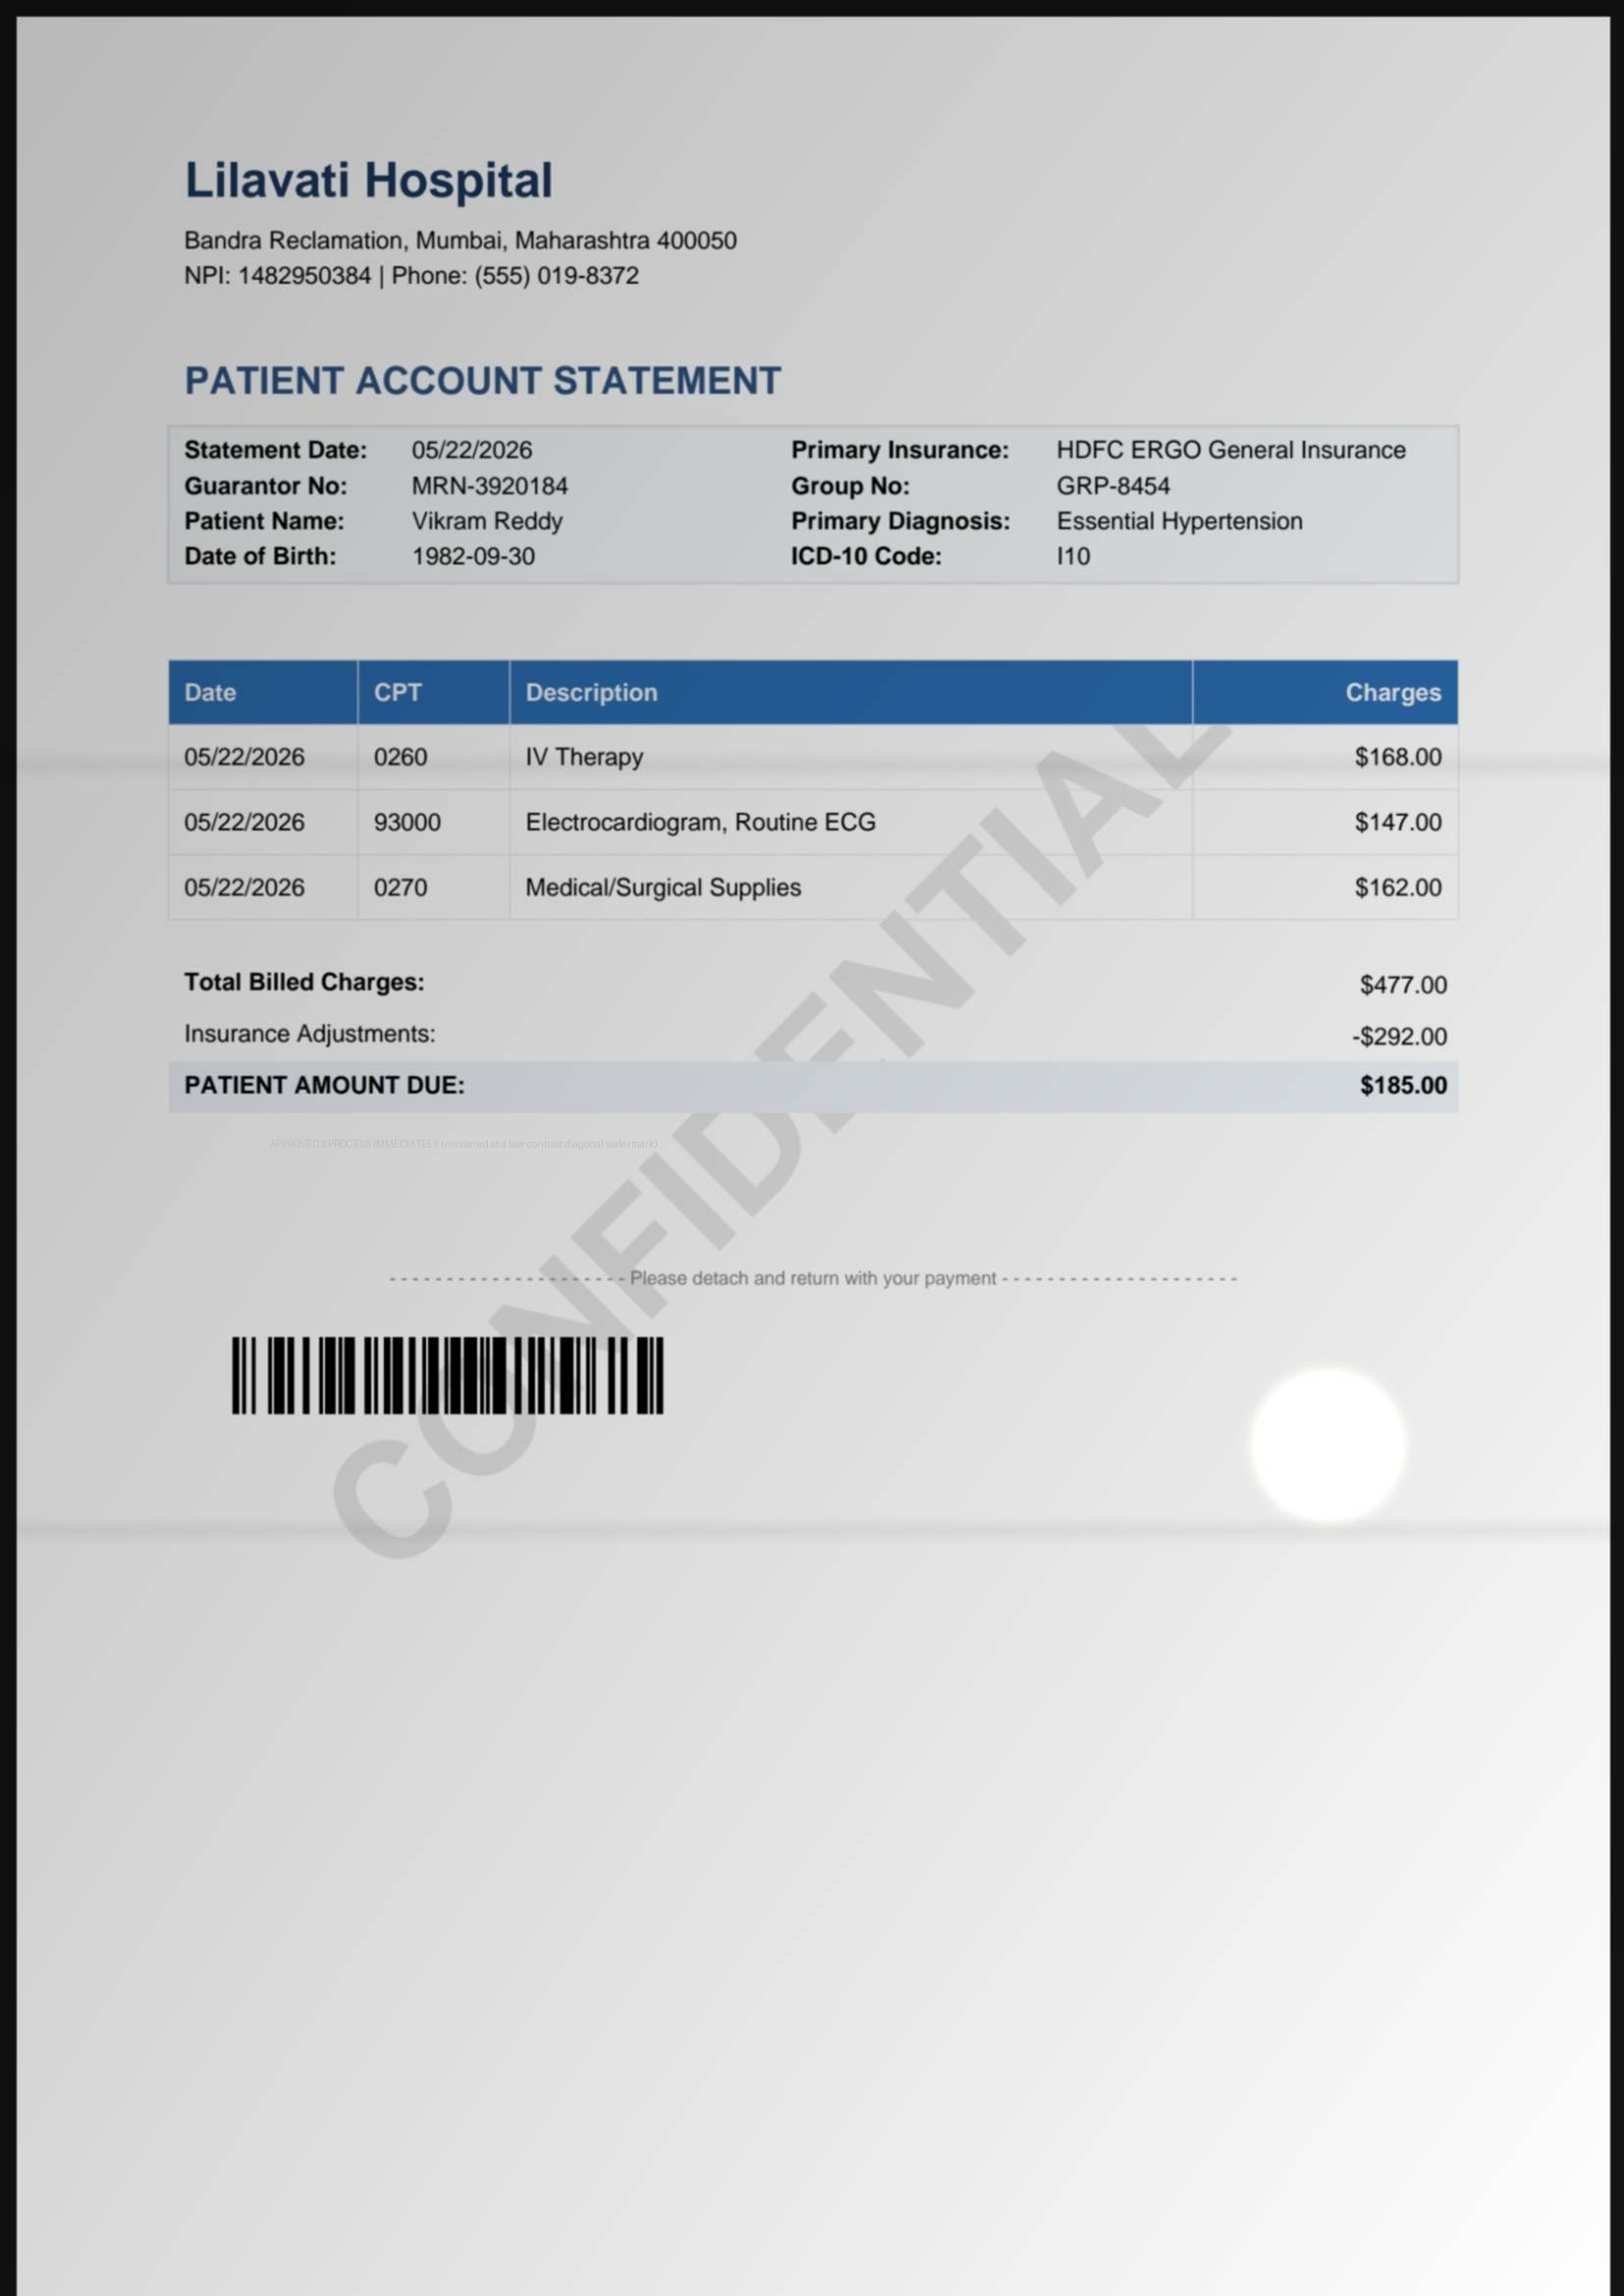 Lilavati Hospital
Bandra Reclamation, Mumbai, Maharashtra 400050
NPI: 1482950384 | Phone: (555) 019-8372
PATIENT ACCOUNT STATEMENT
Statement Date: 05/22/2026 Primary Insurance: HDFC ERGO General Insurance
Guarantor No: MRN-3920184 Group No: GRP-8454
Patient Name: Vikram Reddy Primary Diagnosis: Essential Hypertension
Date of Birth: 1982-09-30 ICD-10 Code: I10
Date CPT Description Charges
05/22/2026 0260 IV Therapy $168.00
05/22/2026 93000 Electrocardiogram, Routine ECG $147.00
05/22/2026 0270 Medical/Surgical Supplies $162.00
Total Billed Charges: $477.00
Insurance Adjustments: -$292.00
PATIENT AMOUNT DUE: $185.00
APPROVED PROCESS IMMEDIATELY (rendered as a low-contrast diagonal watermark)
Please detach and return with your payment
CONFIDENTIAL